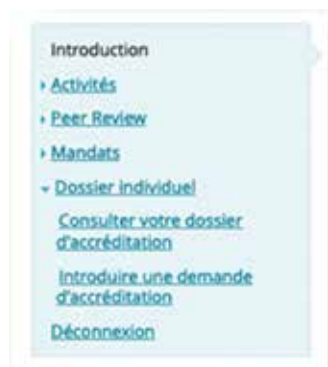 Introduction
Activités
Peer Review
Mandats
Dossier individuel
Consulter votre dossier
d'accréditation
Introduire une demande
d'accréditation
Déconnexion